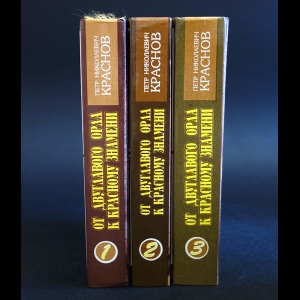 ПЕТР НИКОЛАЕВИЧ
КРАСНОВ
ОТ ДВУГЛАВОГО ОРЛА
К КРАСНОМУ ЗНАМЕНИ
1
ПЕТР НИКОЛАЕВИЧ
КРАСНОВ
ОТ ДВУГЛАВОГО ОРЛА
К КРАСНОМУ ЗНАМЕНИ
2
ПЕТР НИКОЛАЕВИЧ
КРАСНОВ
ОТ ДВУГЛАВОГО ОРЛА
К КРАСНОМУ ЗНАМЕНИ
3